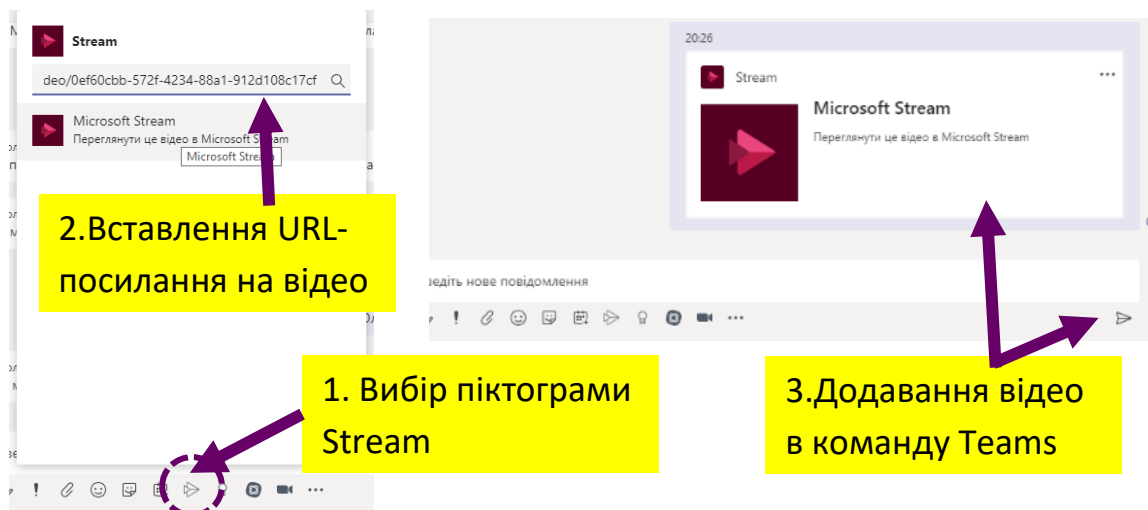 Stream
deo/0ef60cbb-572f-4234-88a1-912d108c17cf
Microsoft Stream
Переглянути це відео в Microsoft Stream
Microsoft Stream
2.Вставлення URL-
посилання на відео
1. Вибір піктограми
Stream
20:26
Stream
Microsoft Stream
Переглянути це відео в Microsoft Stream
ведіть нове повідомлення
3.Додавання відео
в команду Teams